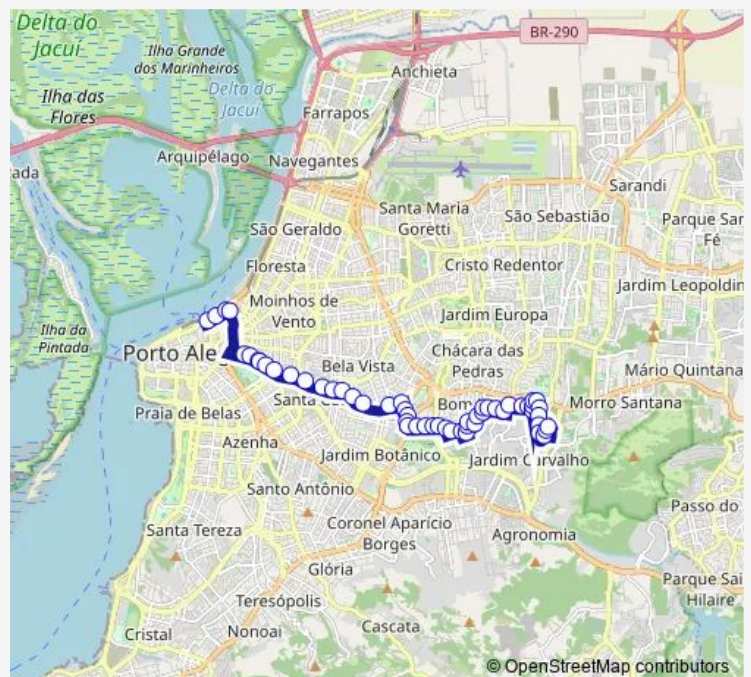 Delta do
Jacuí
Ilha Grande
dos Marinheiros
BR-290
Anchieta
Delta do
Jacuí
Ilha das
Flores
Farrapos
Arquipélago
Navegantes
ada
Sarandi
Santa Maria
Goretti
São Sebastião
Parque Sar
Fé
São Geraldo
Floresta
Cristo Redentor
Jardim Leopoldin
Moinhos de
Vento
Jardim Europa
Ilha da
Pintada
Porto Aleg
Bela Vista
Chácara das
Pedras
Mário Quintana
Praia de Belas
Santa
Bom
Morro Santana
Azenha
Jardim Botânico
Jardim C rvalho
Santo Antônio
Passo do
Santa Tereza
Coronel Aparicio
Borges
Agronomia
Glória
Parque Sai
Hilaire
Teresópolis
Cristal
Nonoai
Cascata
© OpenStreetMap contributors